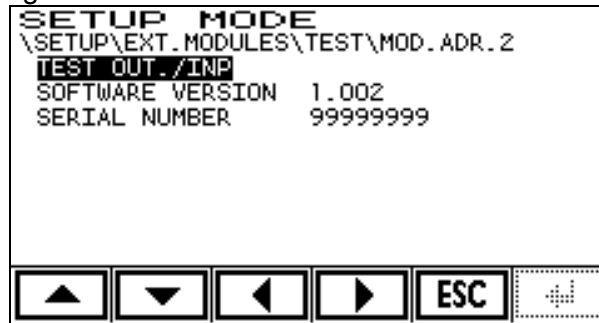 SETUP MODE
\SETUP\EXT.MODULES\TEST\MOD.ADR.2
TEST OUT./INP
SOFTWARE VERSION 1.002
SERIAL NUMBER 99999999
ESC